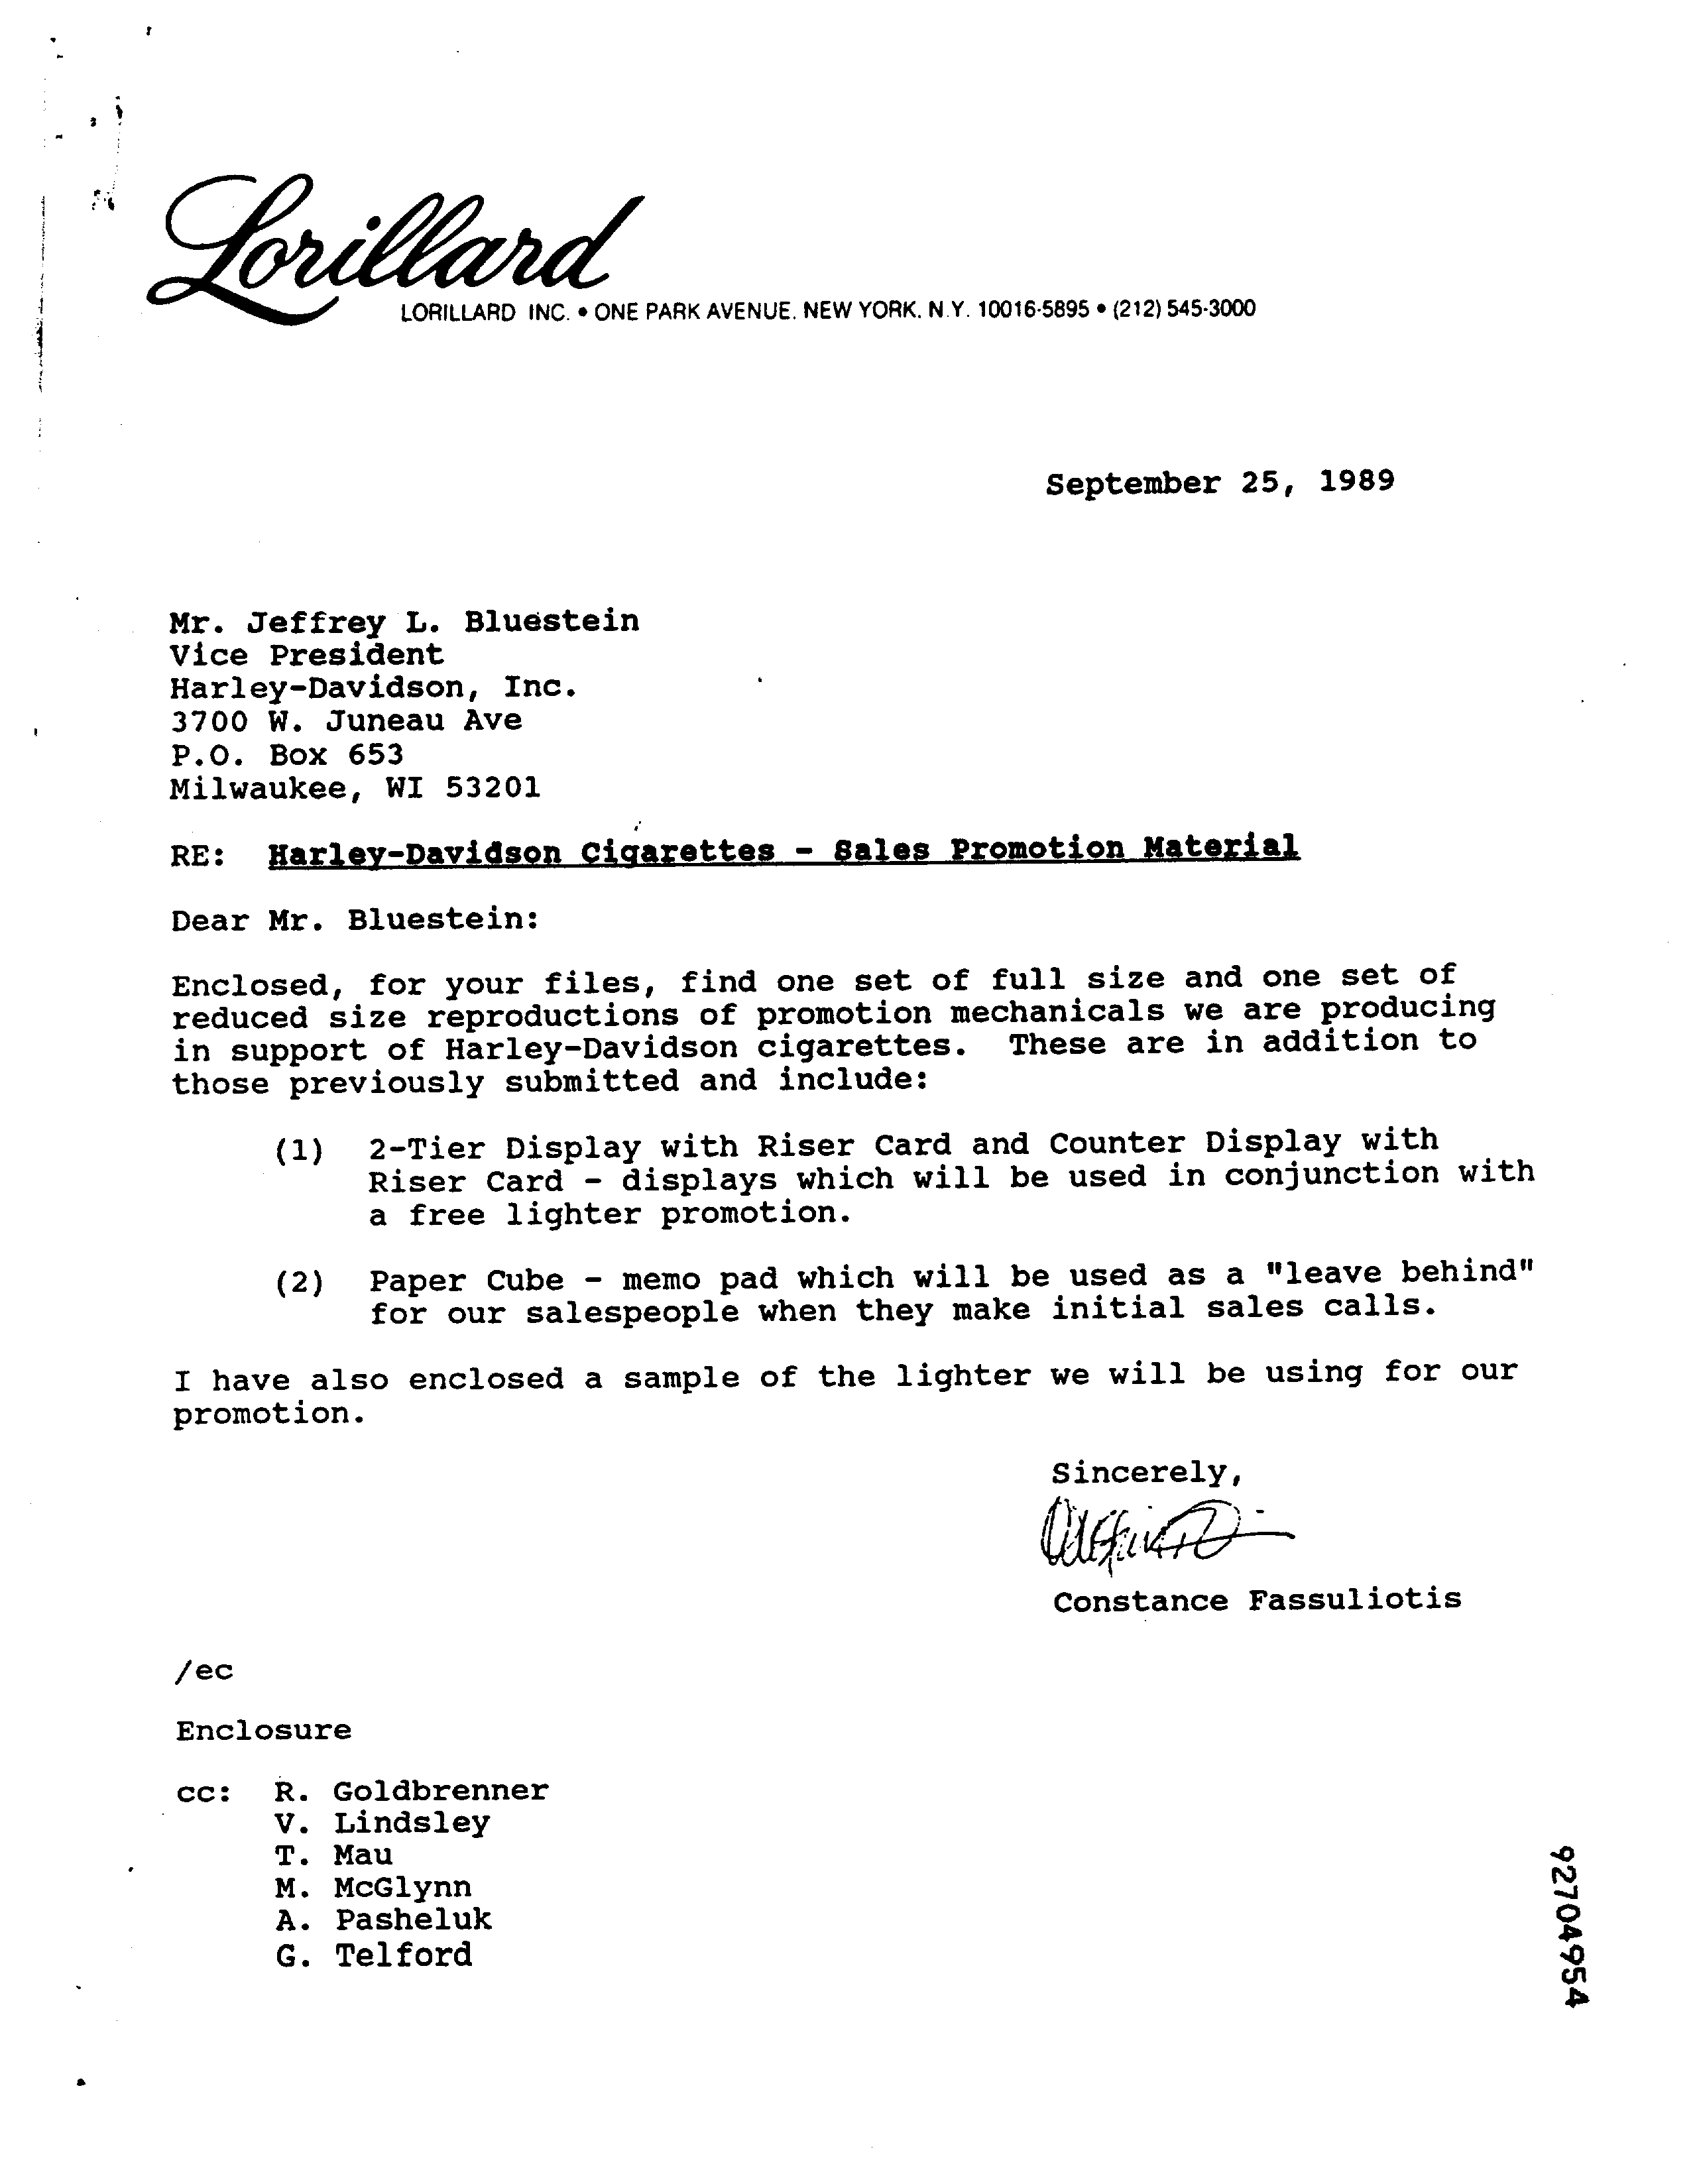 Lorillard
LORILLARD INC. • ONE PARK AVENUE, NEW YORK, N.Y. 10016-5895 • (212) 545-3000
September 25, 1989
Mr. Jeffrey L. Bluestein
Vice President
Harley-Davidson, Inc.
3700 W. Juneau Ave
P.O. Box 653
Milwaukee, WI 53201
RE: Harley-Davidson Cigarettes - Sales Promotion Material
Dear Mr. Bluestein:
Enclosed, for your files, find one set of full size and one set of
reduced size reproductions of promotion mechanicals we are producing
in support of Harley-Davidson cigarettes. These are in addition to
those previously submitted and include:
(1) 2-Tier Display with Riser Card and Counter Display with
Riser Card - displays which will be used in conjunction with
a free lighter promotion.
(2) Paper Cube - memo pad which will be used as a "leave behind"
for our salespeople when they make initial sales calls.
I have also enclosed a sample of the lighter we will be using for our
promotion.
Sincerely,
Constance Fassuliotis
/ec
Enclosure
cc: R. Goldbrenner
V. Lindsley
T. Mau
M. McGlynn
A. Pasheluk
G. Telford
92704954